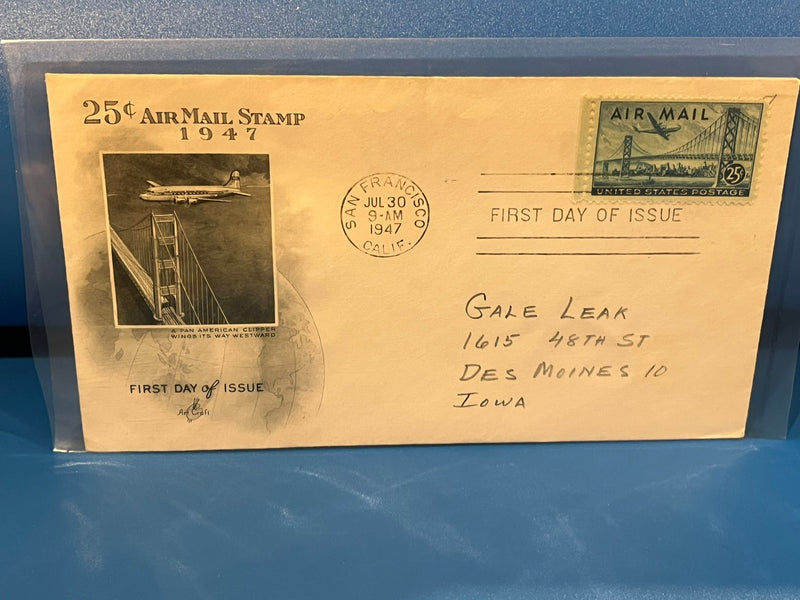 25¢ AIR MAIL STAMP
1947
A PAN AMERICAN CLIPPER
WINGS ITS WAY WESTWARD
FIRST DAY of ISSUE
Art Craft
SAN FRANCISCO
JUL 30
9-AM
1947
CALIF.
FIRST DAY OF ISSUE
AIR MAIL
25¢
UNITED STATES POSTAGE
GALE LEAK
1615 48TH ST
DES MOINES 10
IOWA